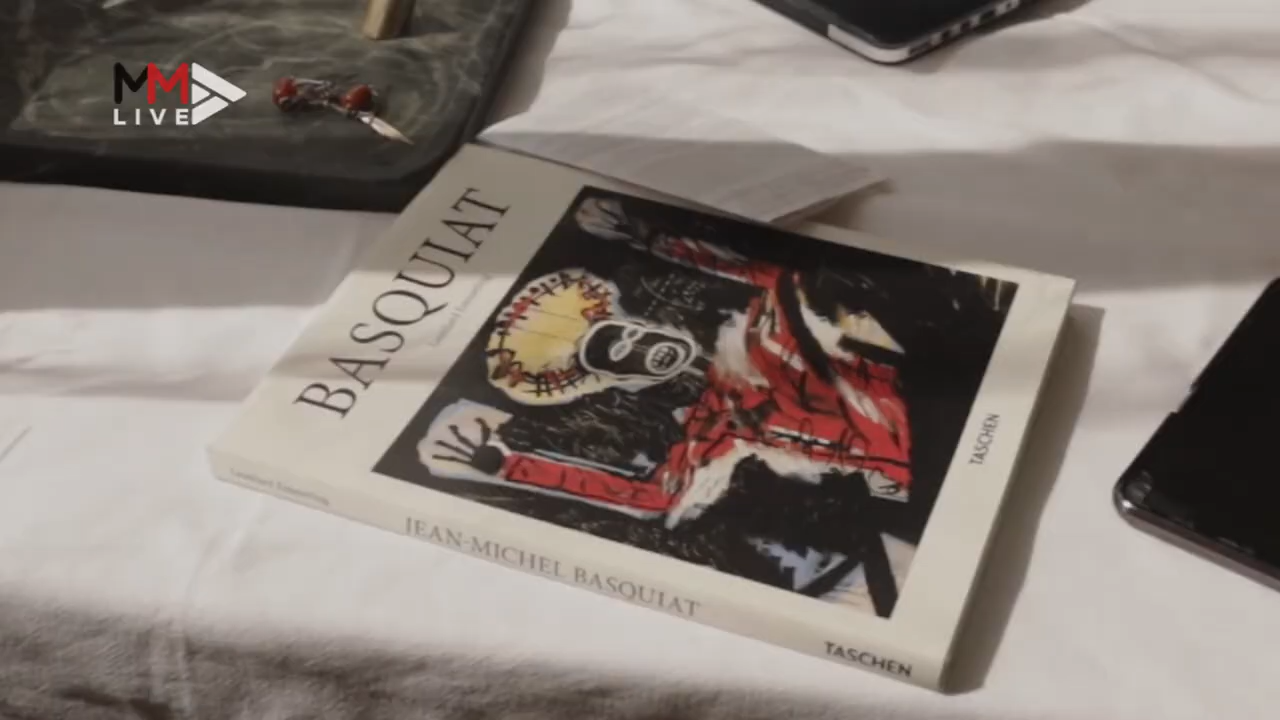 MM
LIVE
BASQUIAT
TASCHEN
JEAN-MICHEL BASQUIAT
TASCHEN